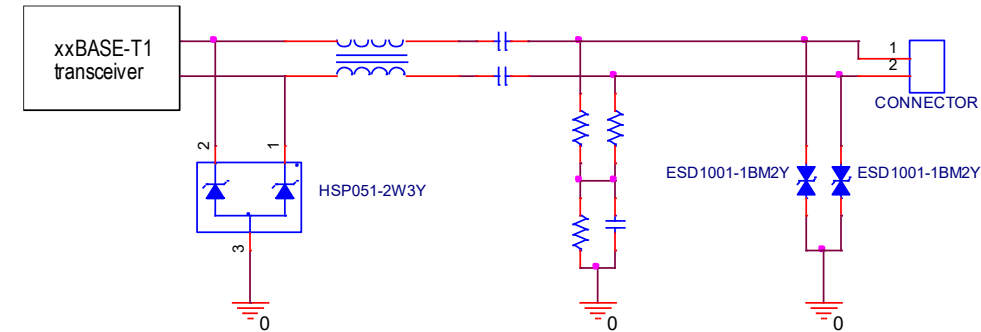 xxBASE-T1
transceiver
1
2
CONNECTOR
2
1
HSP051-2W3Y
3
ESD1001-1BM2Y
ESD1001-1BM2Y
0
0
0